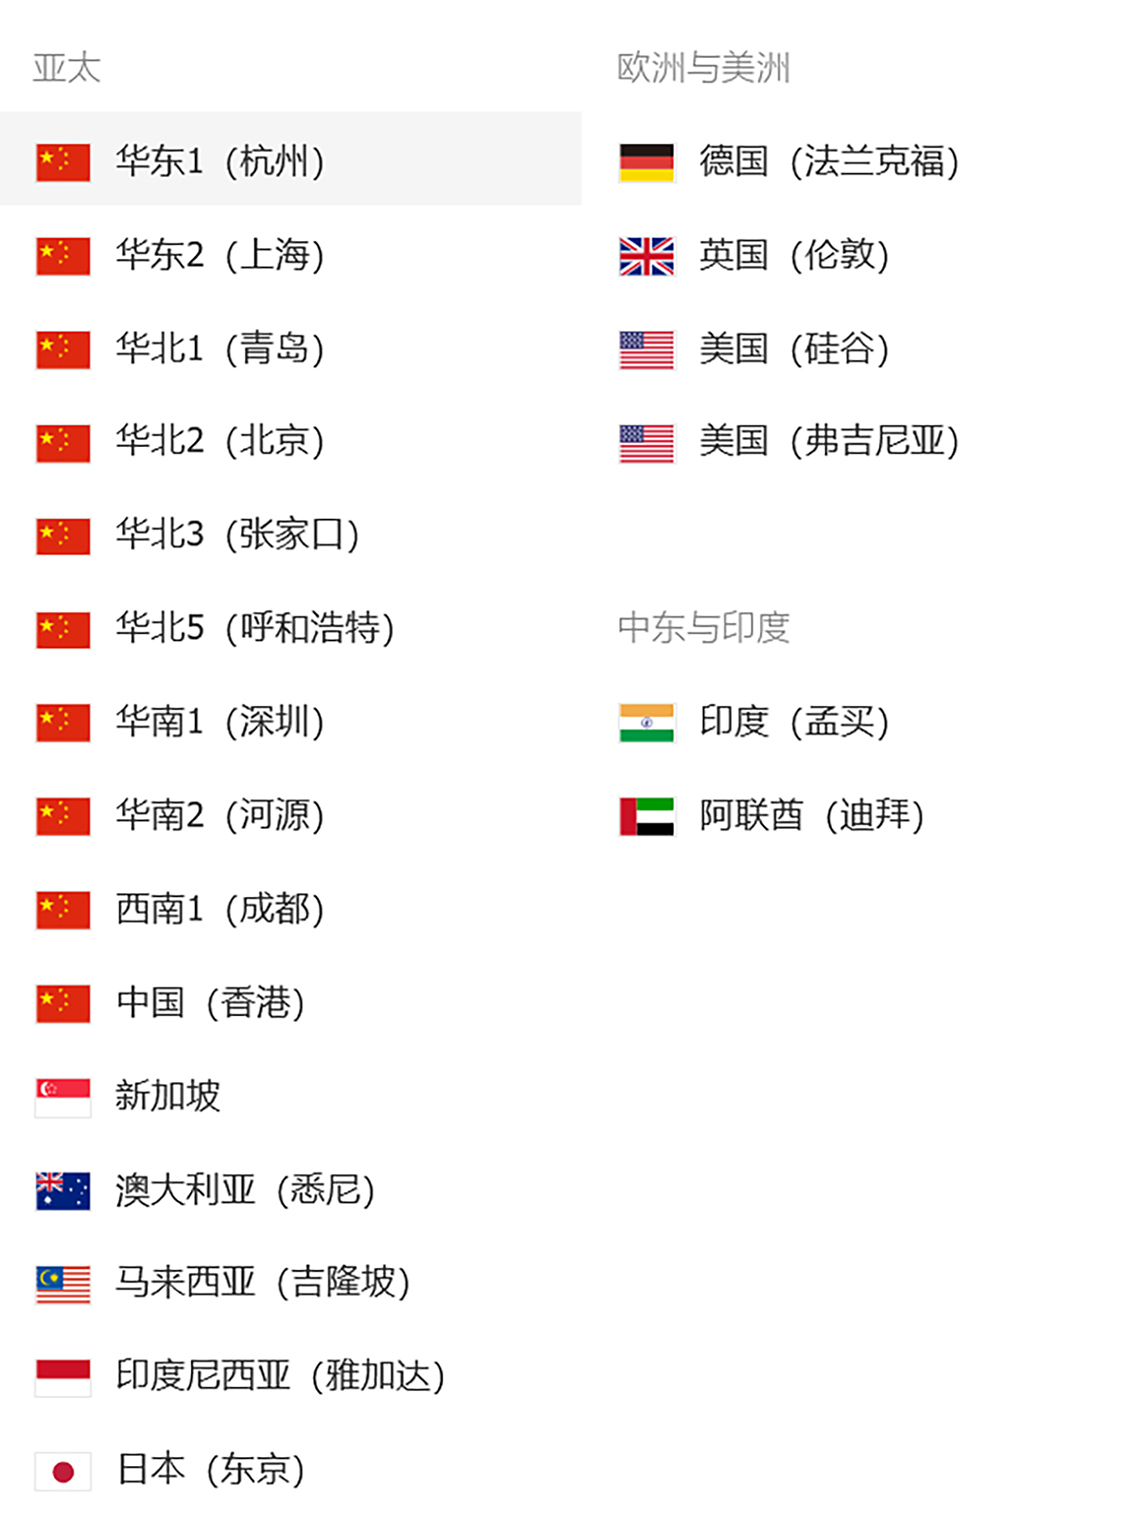 亚太
华东1 (杭州)
华东2 (上海)
华北1 (青岛)
华北2 (北京)
华北3 (张家口)
华北5 (呼和浩特)
华南1 (深圳)
华南2 (河源)
西南1 (成都)
中国 (香港)
新加坡
澳大利亚 (悉尼)
马来西亚 (吉隆坡)
印度尼西亚 (雅加达)
日本 (东京)
欧洲与美洲
德国 (法兰克福)
英国 (伦敦)
美国 (硅谷)
美国 (弗吉尼亚)
中东与印度
印度 (孟买)
阿联酋 (迪拜)